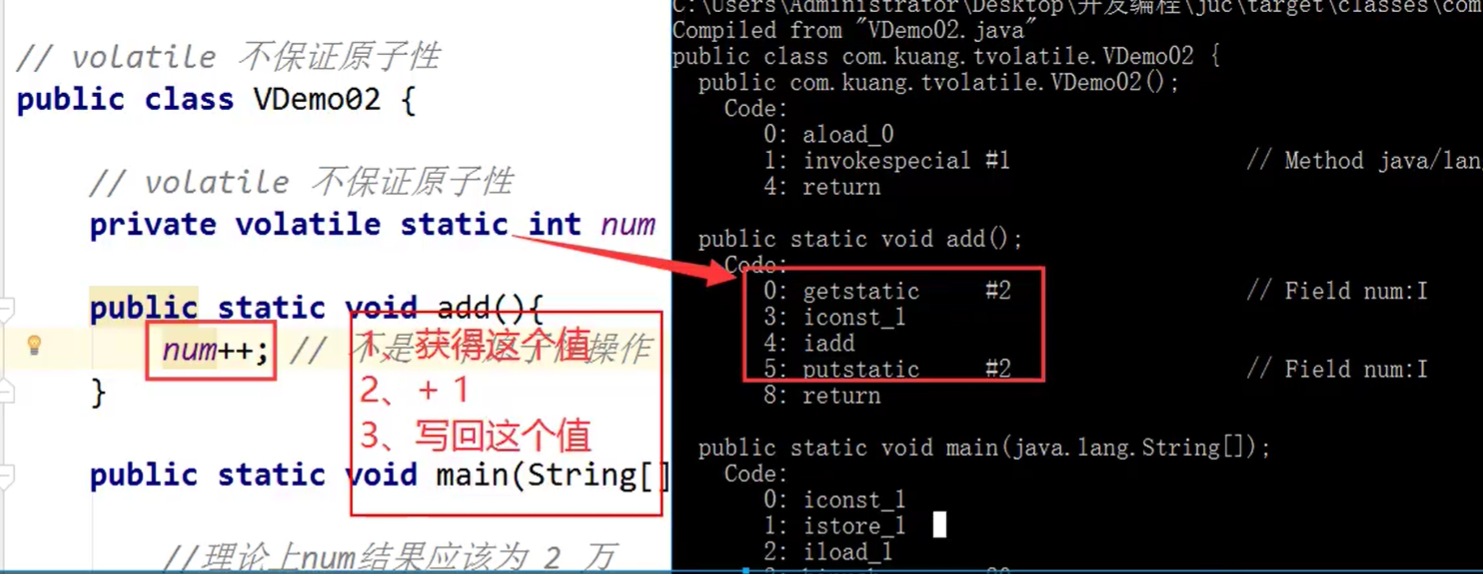 // volatile 不保证原子性
public class VDemo02 {
// volatile 不保证原子性
private volatile static int num
public static void add(){
num++; // 不是 操作
1、获得这个值
2、+ 1
3、写回这个值
}
public static void main(String[]
//理论上num结果应该为 2 万
C:\Users\Administrator\Desktop\开发编程\juc\target\classes\com
Compiled from "VDemo02.java"
public class com.kuang.tvolatile.VDemo02 {
public com.kuang.tvolatile.VDemo02();
Code:
0: aload_0
1: invokespecial #1 // Method java/lan
4: return
public static void add();
Code:
0: getstatic #2 // Field num:I
3: iconst_1
4: iadd
5: putstatic #2 // Field num:I
8: return
public static void main(java.lang.String[]);
Code:
0: iconst_1
1: istore_1
2: iload_1